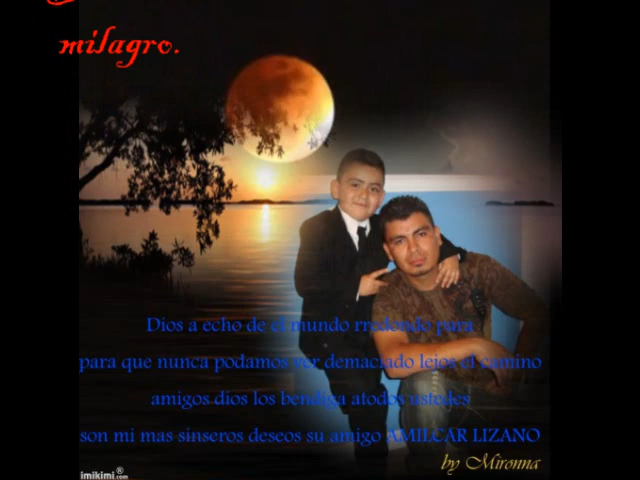 milagro.
Dios a echo de el mundo rredondo para
para que nunca podamos ver demaciado lejos el camino
amigos dios los bendiga atodos ustedes
son mi mas sinseros deseos su amigo AMILCAR LIZANO
by Mironna
imikimi.com